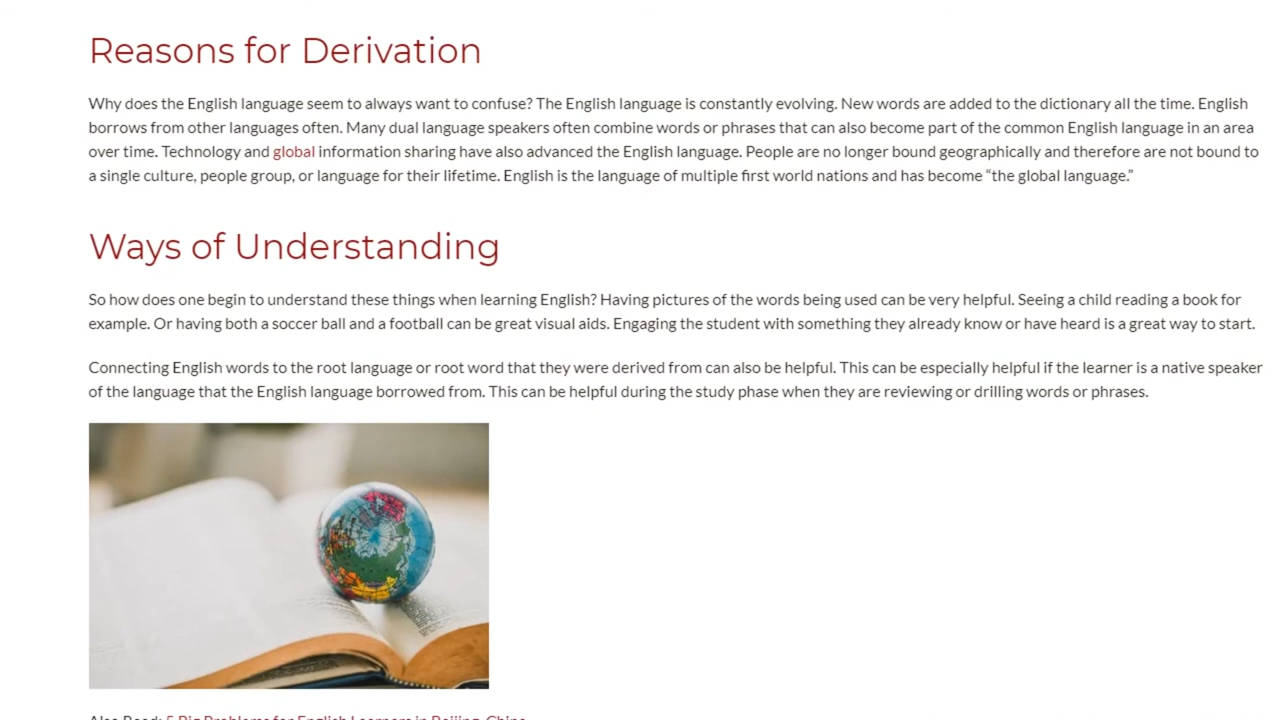 Reasons for Derivation
Why does the English language seem to always want to confuse? The English language is constantly evolving. New words are added to the dictionary all the time. English
borrows from other languages often. Many dual language speakers often combine words or phrases that can also become part of the common English language in an area
over time. Technology and global information sharing have also advanced the English language. People are no longer bound geographically and therefore are not bound to
a single culture, people group, or language for their lifetime. English is the language of multiple first world nations and has become “the global language.”
Ways of Understanding
So how does one begin to understand these things when learning English? Having pictures of the words being used can be very helpful. Seeing a child reading a book for
example. Or having both a soccer ball and a football can be great visual aids. Engaging the student with something they already know or have heard is a great way to start.
Connecting English words to the root language or root word that they were derived from can also be helpful. This can be especially helpful if the learner is a native speaker
of the language that the English language borrowed from. This can be helpful during the study phase when they are reviewing or drilling words or phrases.
Also Read: 5 Big Problems for English Learners in Beijing, China